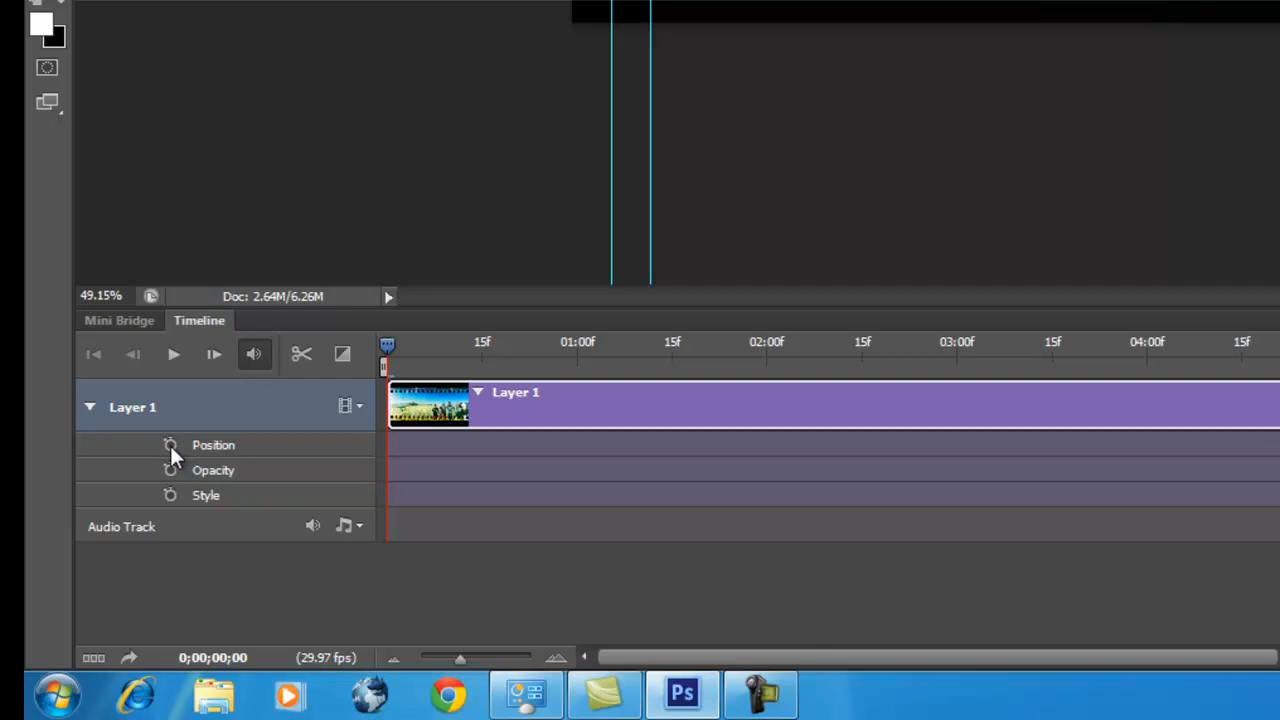 49.15%
Doc: 2.64M/6.26M
Mini Bridge
Timeline
15f
01:00f
15f
02:00f
15f
03:00f
15f
04:00f
15f
Layer 1
Layer 1
Position
Opacity
Style
Audio Track
0;00;00;00
(29.97 fps)
Ps